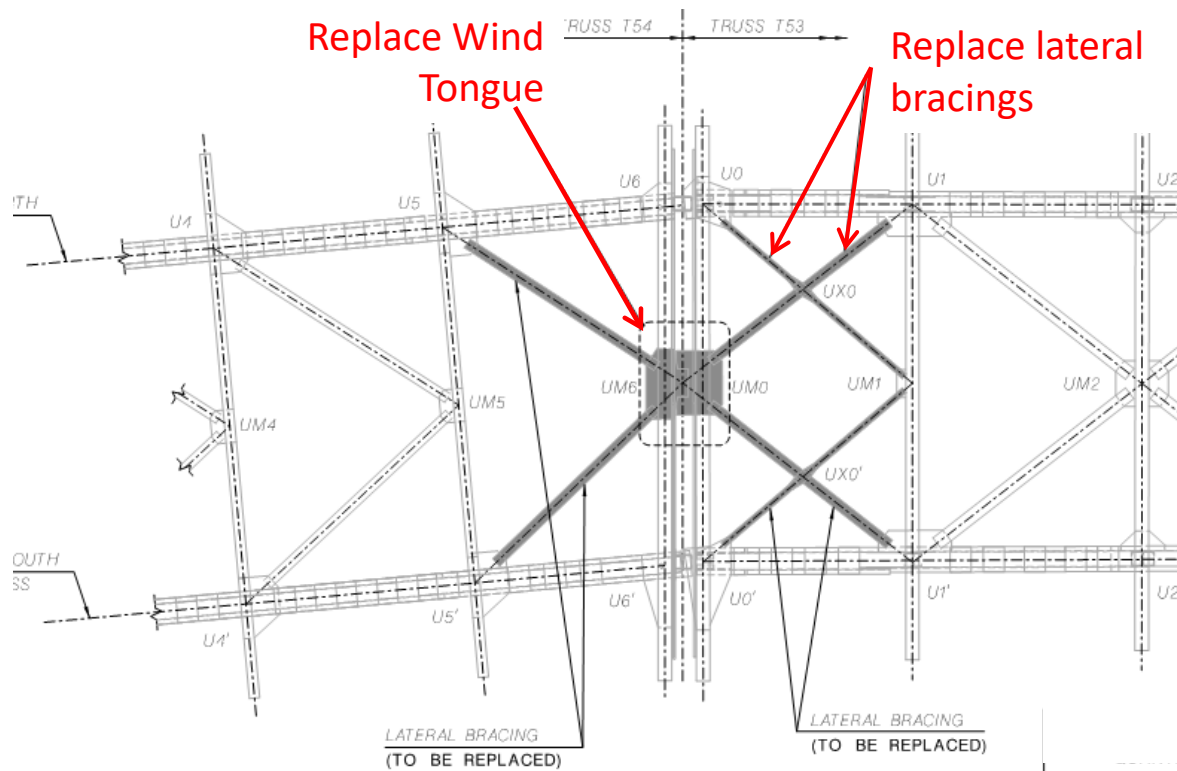 Replace Wind
Tongue
TRUSS T54
TRUSS T53
Replace lateral
bracings
U4
U5
U6
U0
U1
U2
UX0
UM4
UM5
UM6
UM0
UM1
UM2
UX0'
U4'
U5'
U6'
U0'
U1'
U2
LATERAL BRACING
(TO BE REPLACED)
LATERAL BRACING
(TO BE REPLACED)